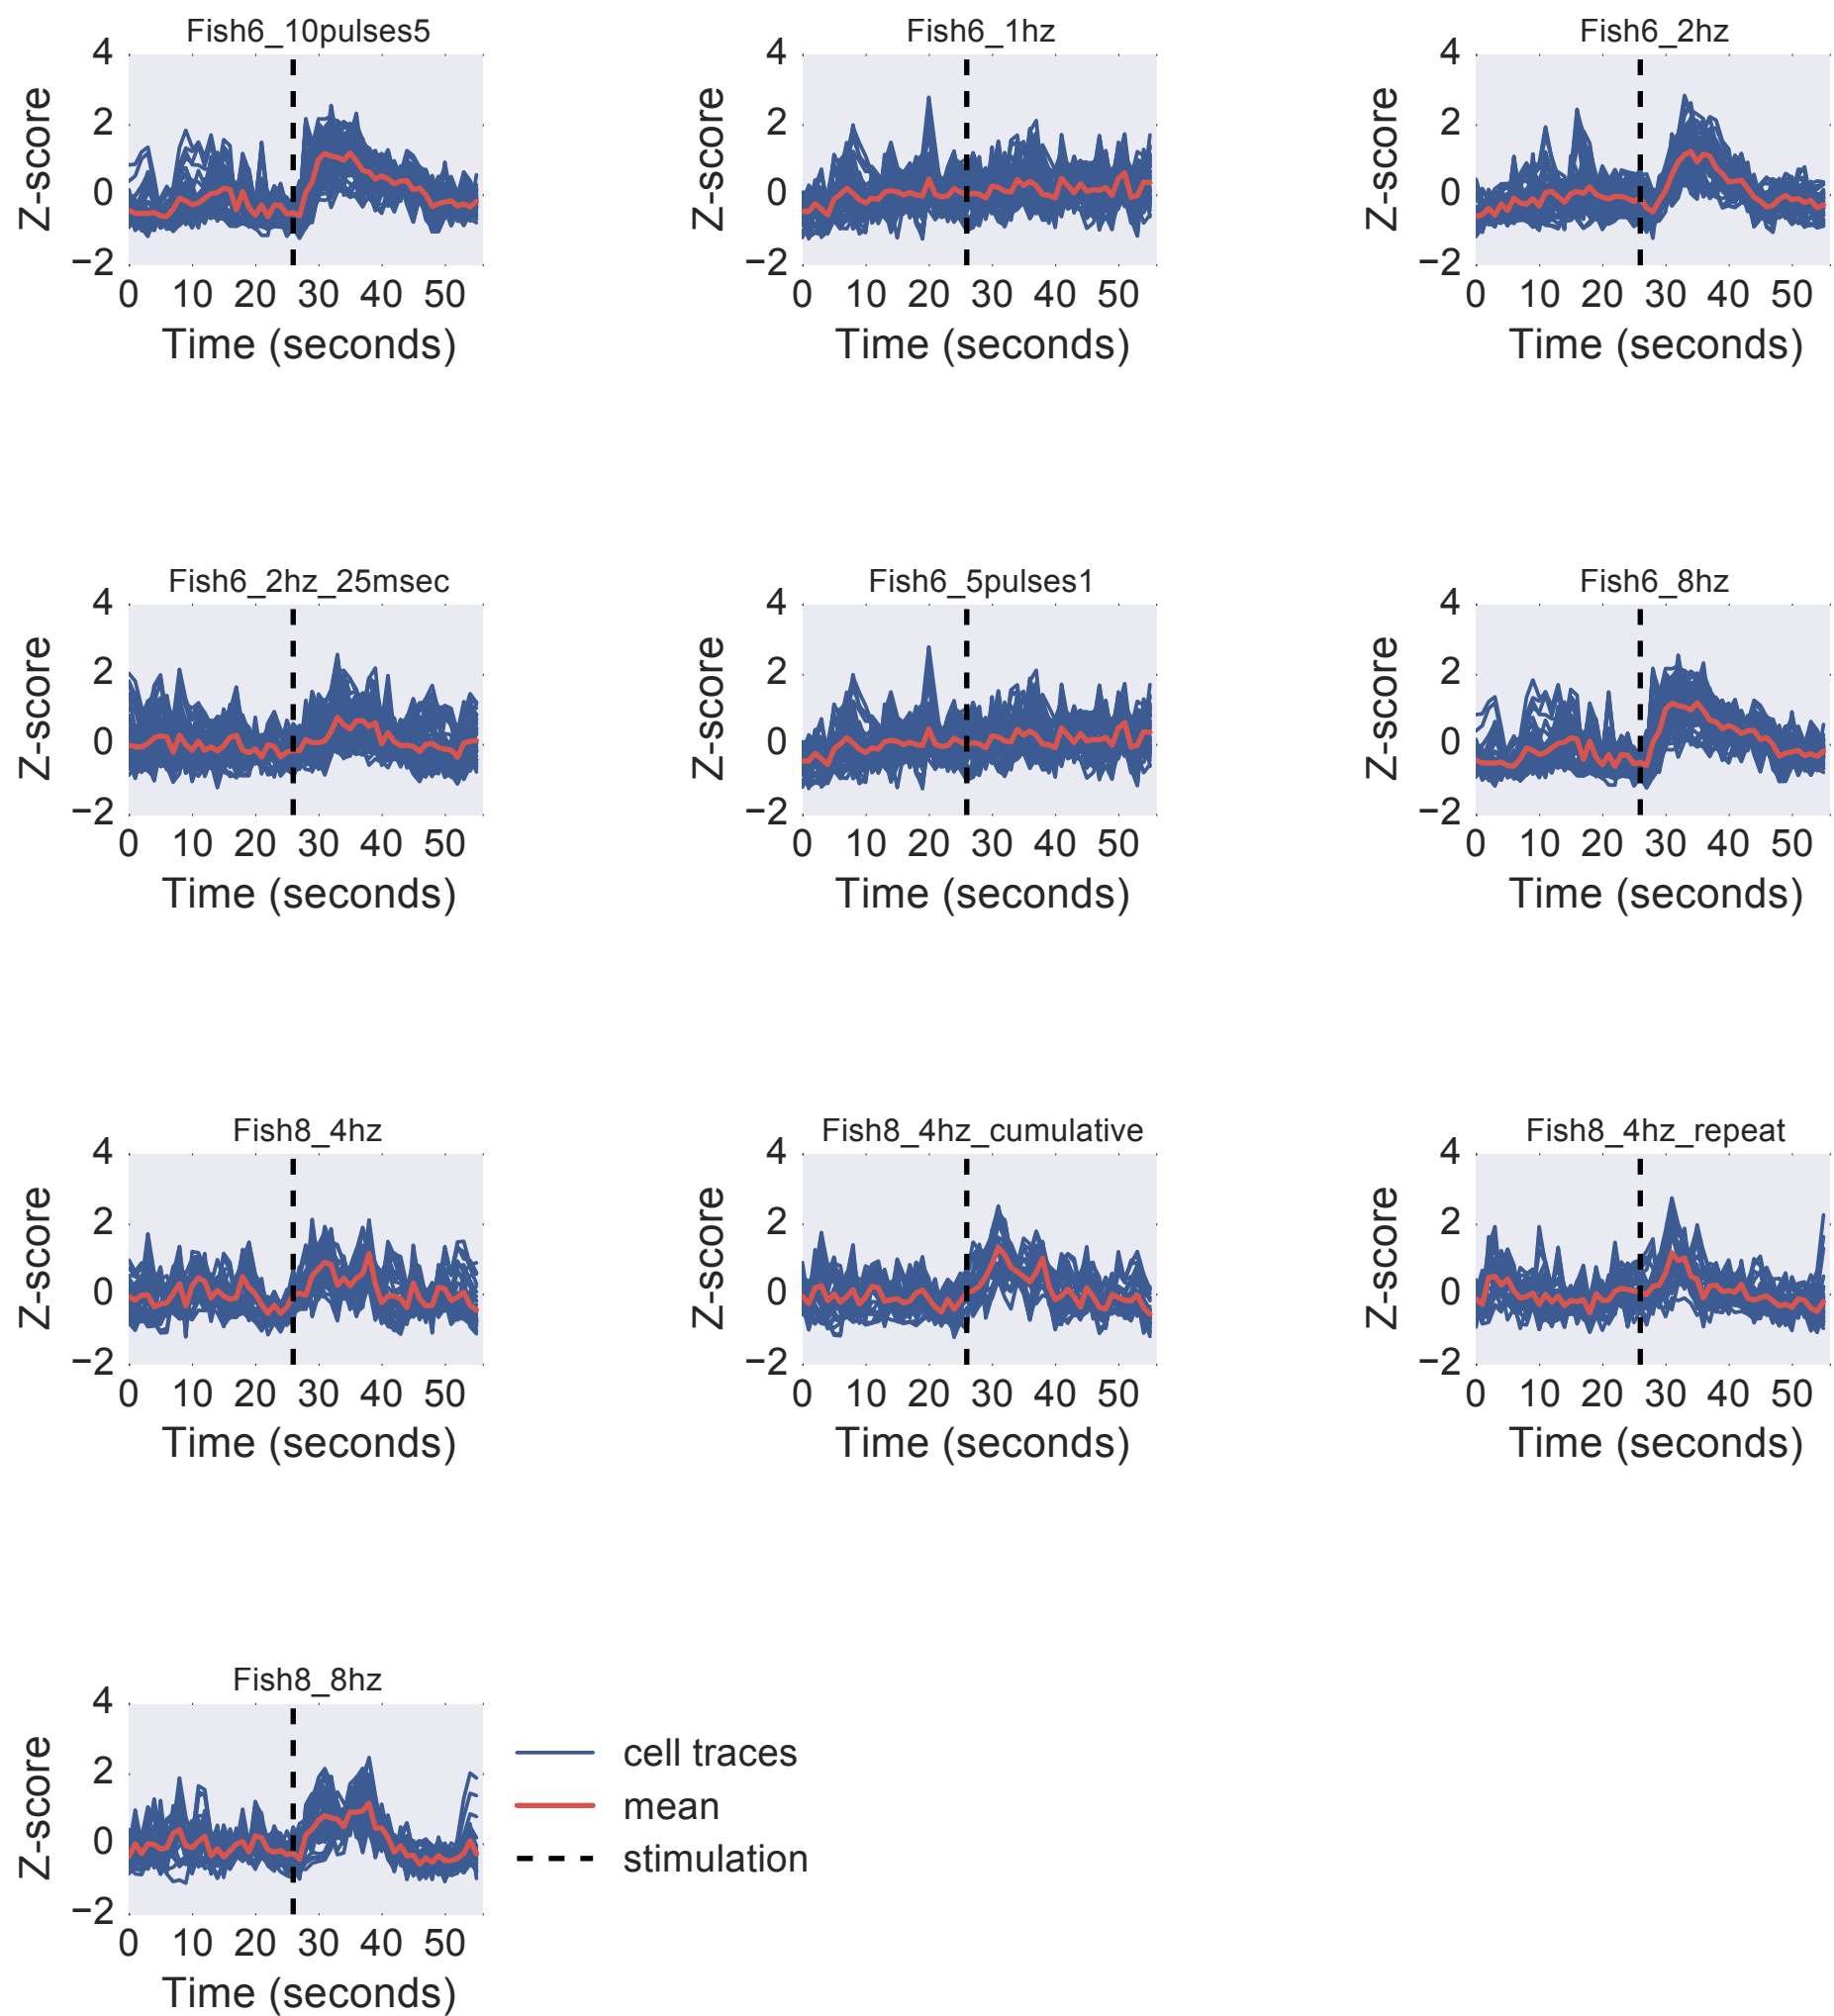 Fish6_10pulses5
4
2
0
−2
Z-score
0 10 20 30 40 50
Time (seconds)
Fish6_1hz
4
2
0
−2
Z-score
0 10 20 30 40 50
Time (seconds)
Fish6_2hz
4
2
0
−2
Z-score
0 10 20 30 40 50
Time (seconds)
Fish6_2hz_25msec
4
2
0
−2
Z-score
0 10 20 30 40 50
Time (seconds)
Fish6_5pulses1
4
2
0
−2
Z-score
0 10 20 30 40 50
Time (seconds)
Fish6_8hz
4
2
0
−2
Z-score
0 10 20 30 40 50
Time (seconds)
Fish8_4hz
4
2
0
−2
Z-score
0 10 20 30 40 50
Time (seconds)
Fish8_4hz_cumulative
4
2
0
−2
Z-score
0 10 20 30 40 50
Time (seconds)
Fish8_4hz_repeat
4
2
0
−2
Z-score
0 10 20 30 40 50
Time (seconds)
Fish8_8hz
4
2
0
−2
Z-score
0 10 20 30 40 50
Time (seconds)
cell traces
mean
stimulation